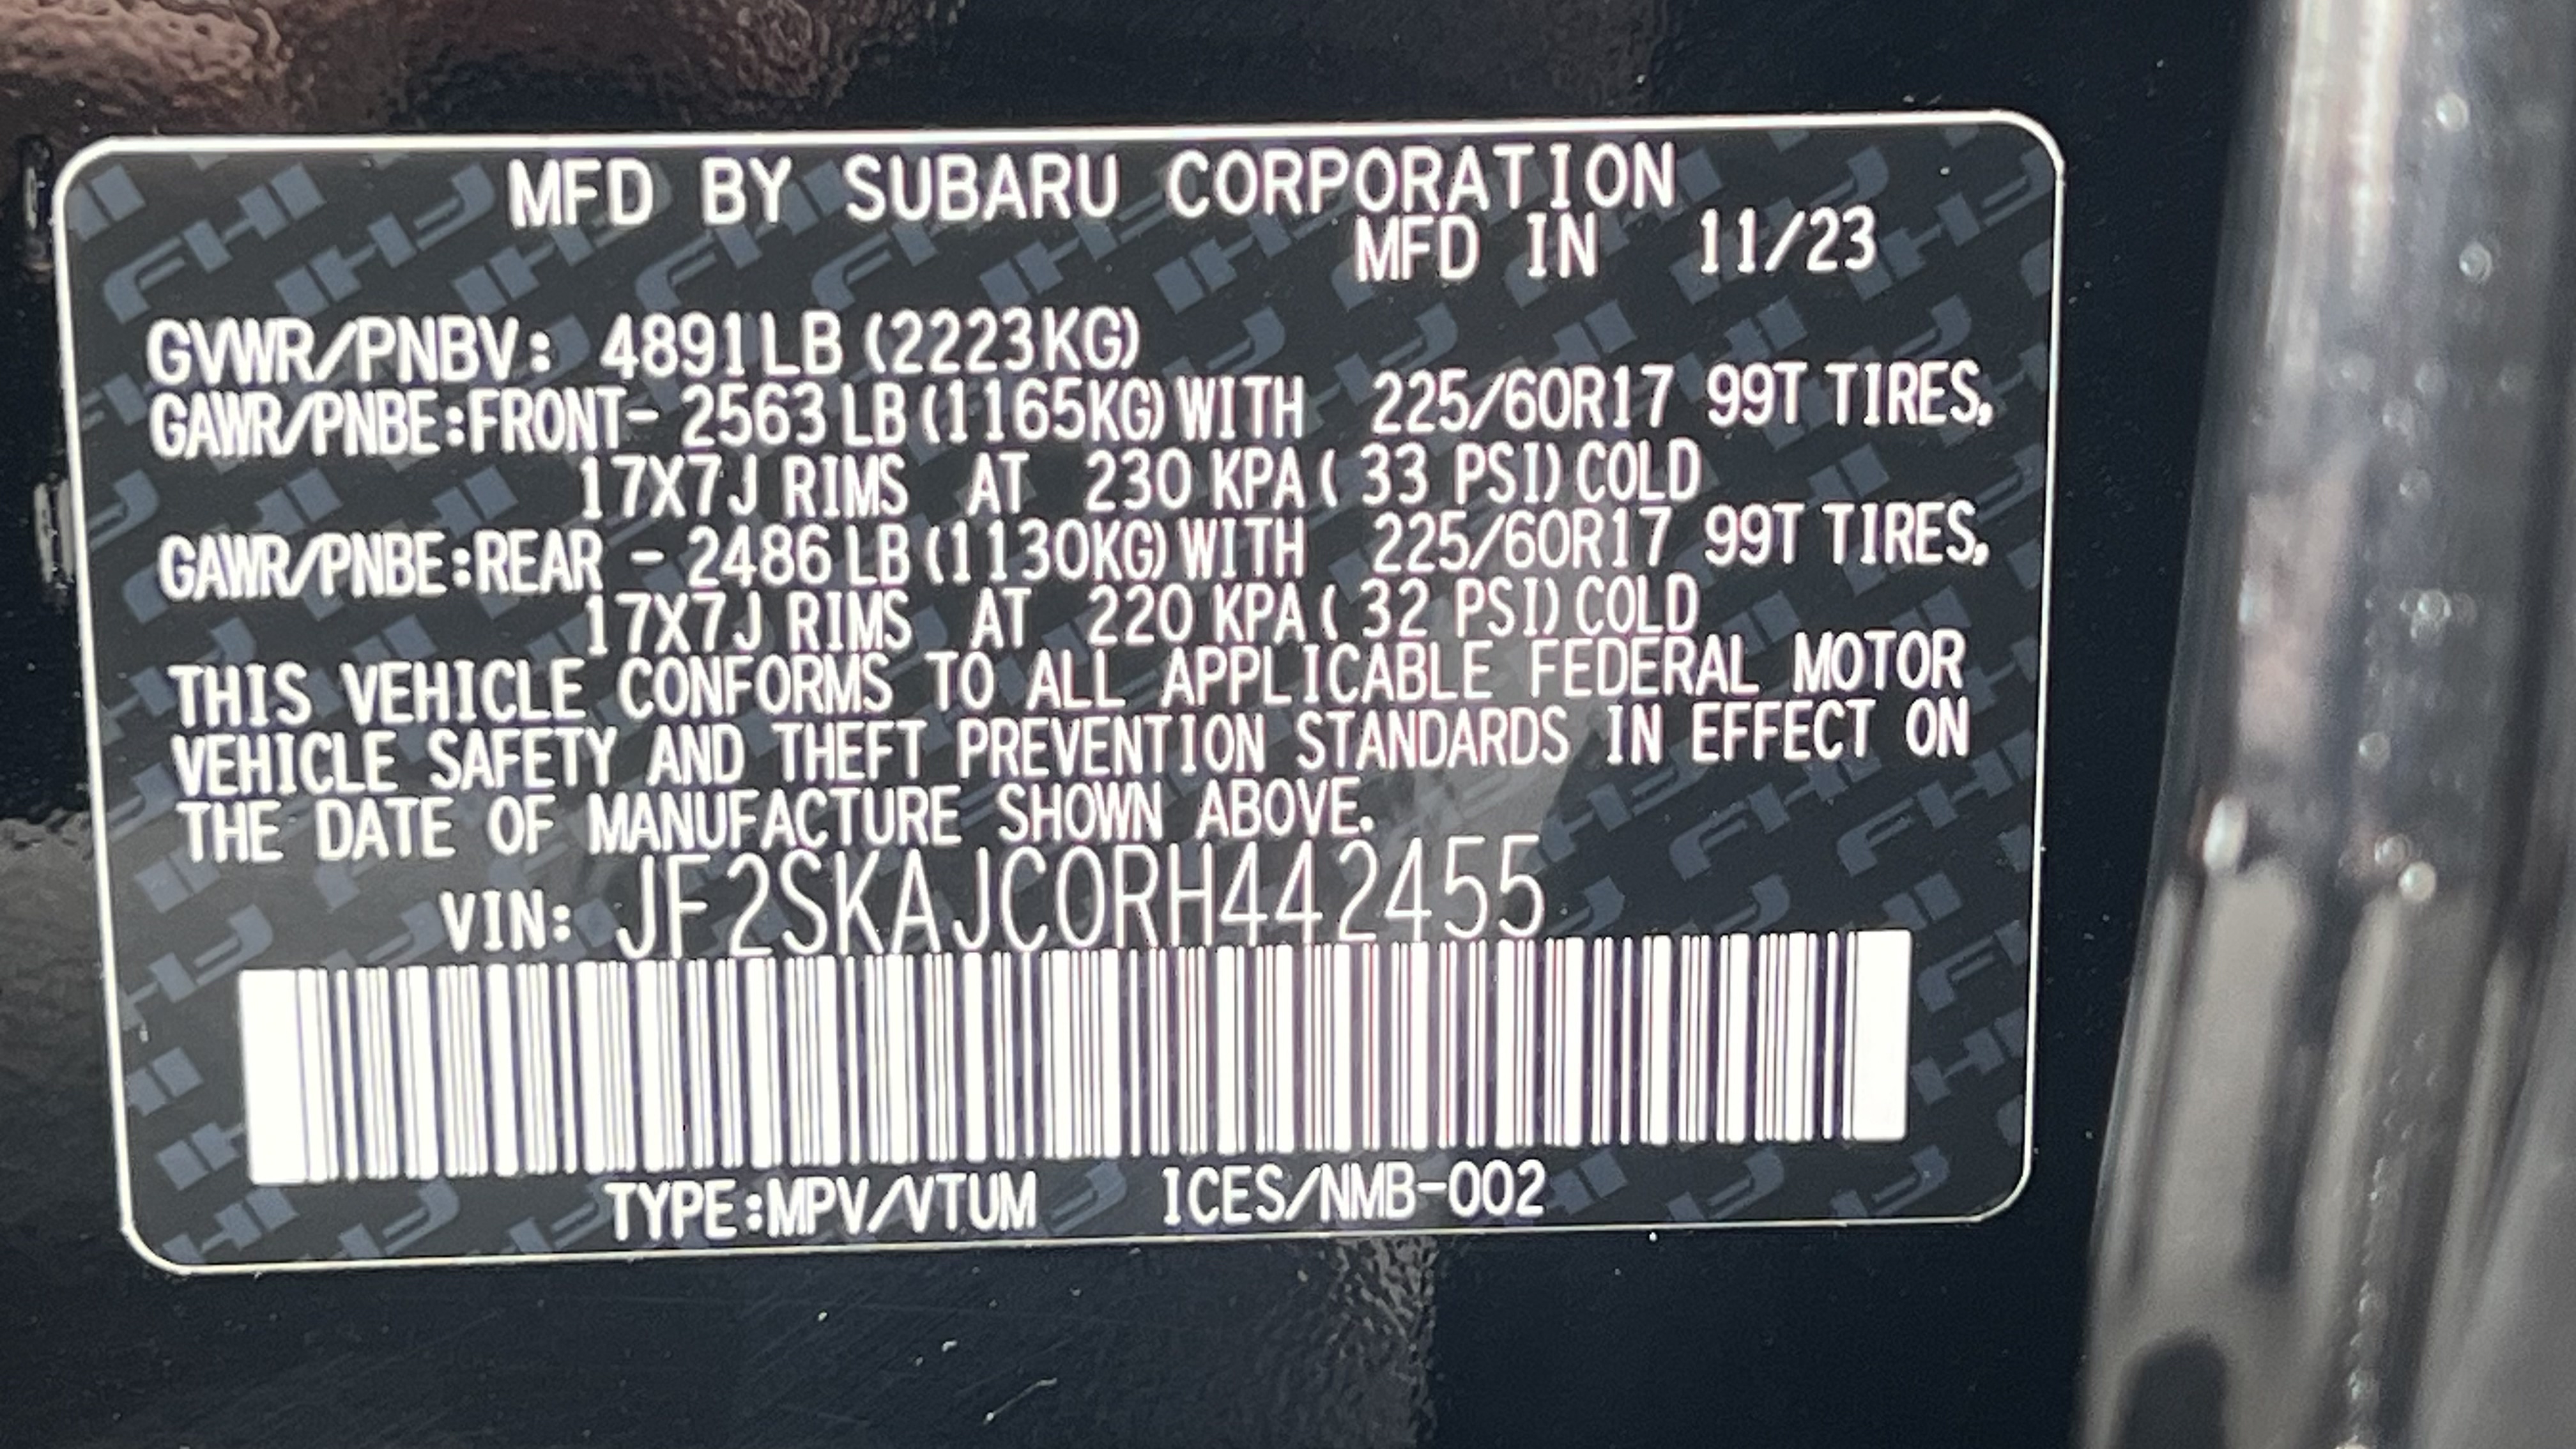 MFD BY SUBARU CORPORATION
MFD IN 11/23
GVWR/PNBV: 4891LB (2223KG)
GAWR/PNBE:FRONT- 2563 LB (1165KG) WITH 225/60R17 99T TIRES,
17X7J RIMS AT 230 KPA ( 33 PSI) COLD
GAWR/PNBE:REAR - 2486 LB (1130KG) WITH 225/60R17 99T TIRES,
17X7J RIMS AT 220 KPA ( 32 PSI) COLD
THIS VEHICLE CONFORMS TO ALL APPLICABLE FEDERAL MOTOR
VEHICLE SAFETY AND THEFT PREVENTION STANDARDS IN EFFECT ON
THE DATE OF MANUFACTURE SHOWN ABOVE.
VIN: JF2SKAJC0RH442455
TYPE:MPV/VTUM ICES/NMB-002